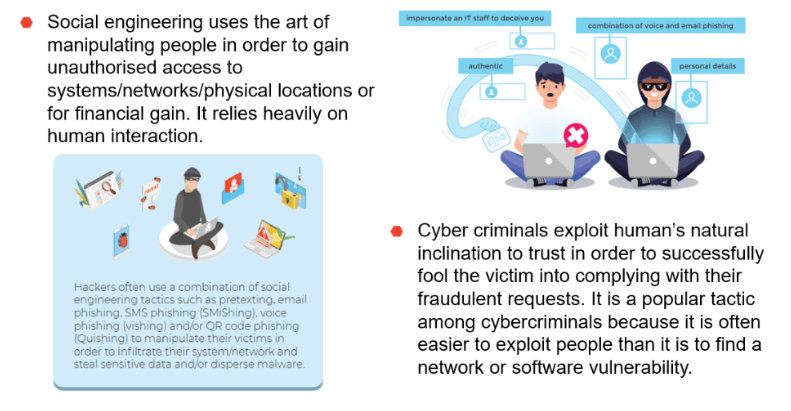 Social engineering uses the art of
manipulating people in order to gain
unauthorised access to
systems/networks/physical locations or
for financial gain. It relies heavily on
human interaction.
Hackers often use a combination of social
engineering tactics such as pretexting, email
phishing, SMS phishing (SMiShing), voice
phishing (vishing) and/or QR code phishing
(Quishing) to manipulate their victims in
order to infiltrate their system/network and
steal sensitive data and/or disperse malware.
impersonate an IT staff to deceive you
combination of voice and email phishing
authentic
personal details
Cyber criminals exploit human’s natural
inclination to trust in order to successfully
fool the victim into complying with their
fraudulent requests. It is a popular tactic
among cybercriminals because it is often
easier to exploit people than it is to find a
network or software vulnerability.